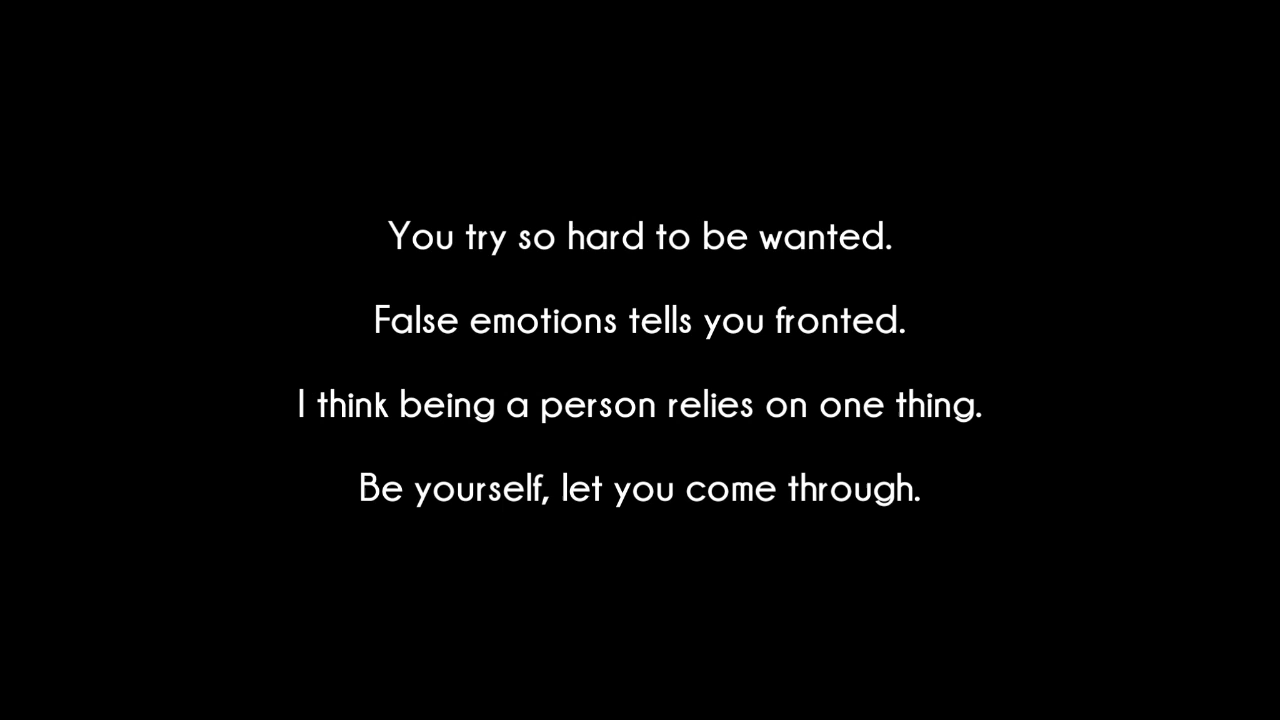 You try so hard to be wanted.
False emotions tells you fronted.
I think being a person relies on one thing.
Be yourself, let you come through.